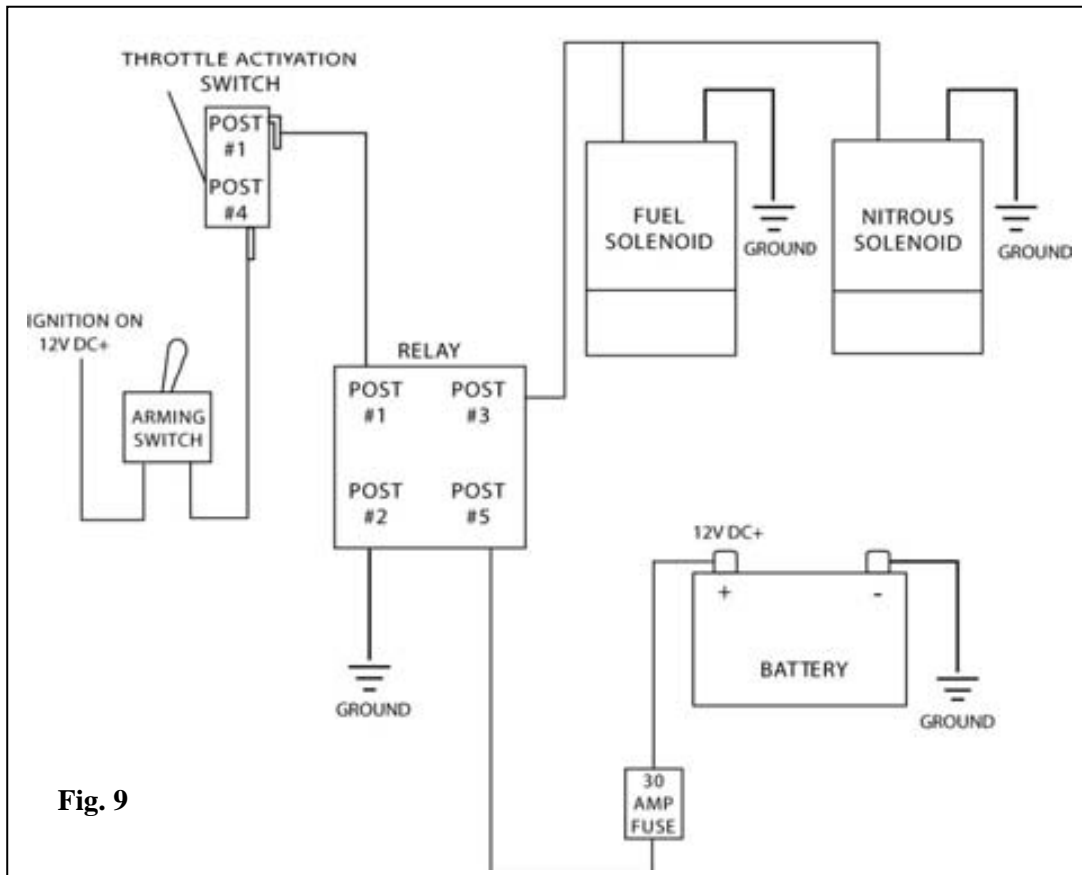 THROTTLE ACTIVATION
SWITCH
POST
#1
POST
#4
IGNITION ON
12V DC+
ARMING
SWITCH
RELAY
POST
#1
POST
#3
POST
#2
POST
#5
GROUND
FUEL
SOLENOID
GROUND
NITROUS
SOLENOID
GROUND
12V DC+
+
-
BATTERY
GROUND
30
AMP
FUSE
Fig. 9